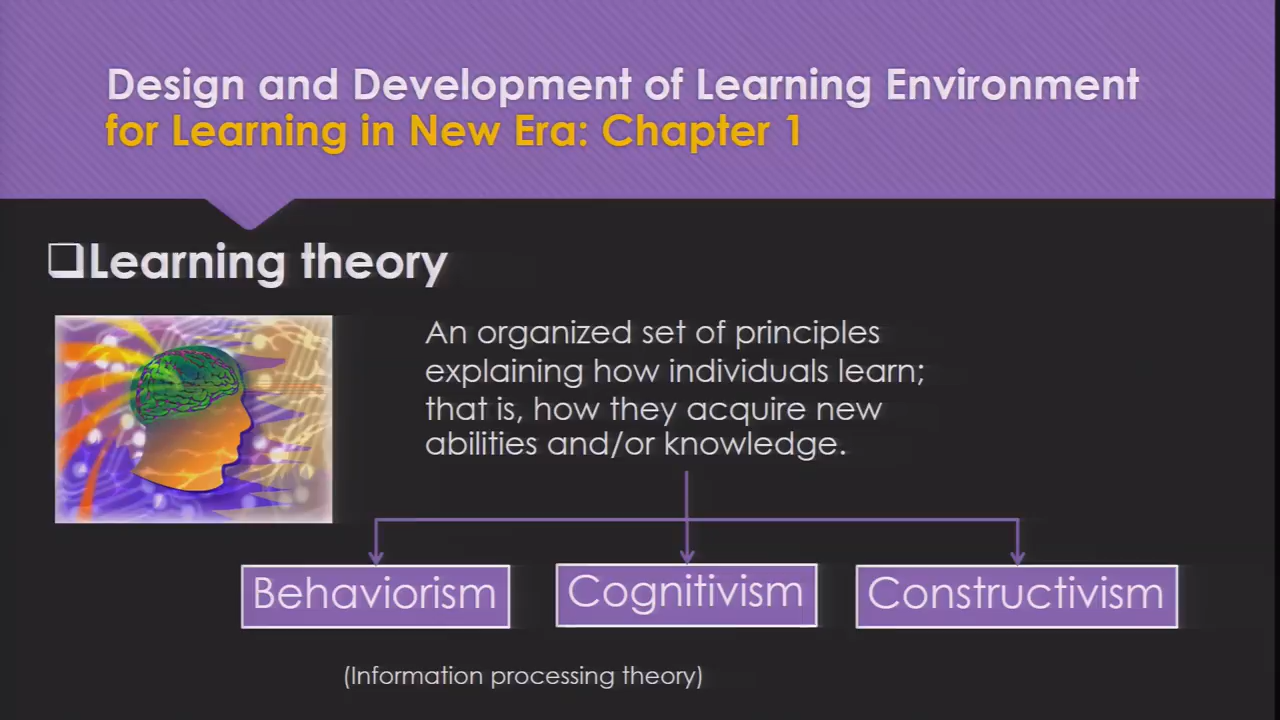 Design and Development of Learning Environment
for Learning in New Era: Chapter 1
❑Learning theory
An organized set of principles
explaining how individuals learn;
that is, how they acquire new
abilities and/or knowledge.
Behaviorism
Cognitivism
Constructivism
(Information processing theory)